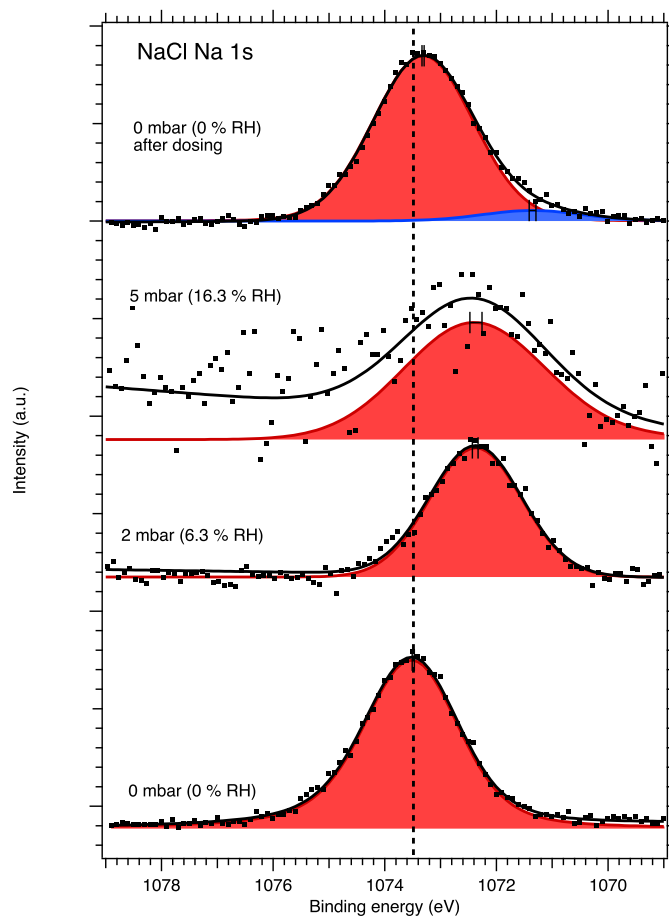 NaCl Na 1s
0 mbar (0 % RH)
after dosing
5 mbar (16.3 % RH)
Intensity (a.u.)
2 mbar (6.3 % RH)
0 mbar (0 % RH)
1078 1076 1074 1072 1070
Binding energy (eV)